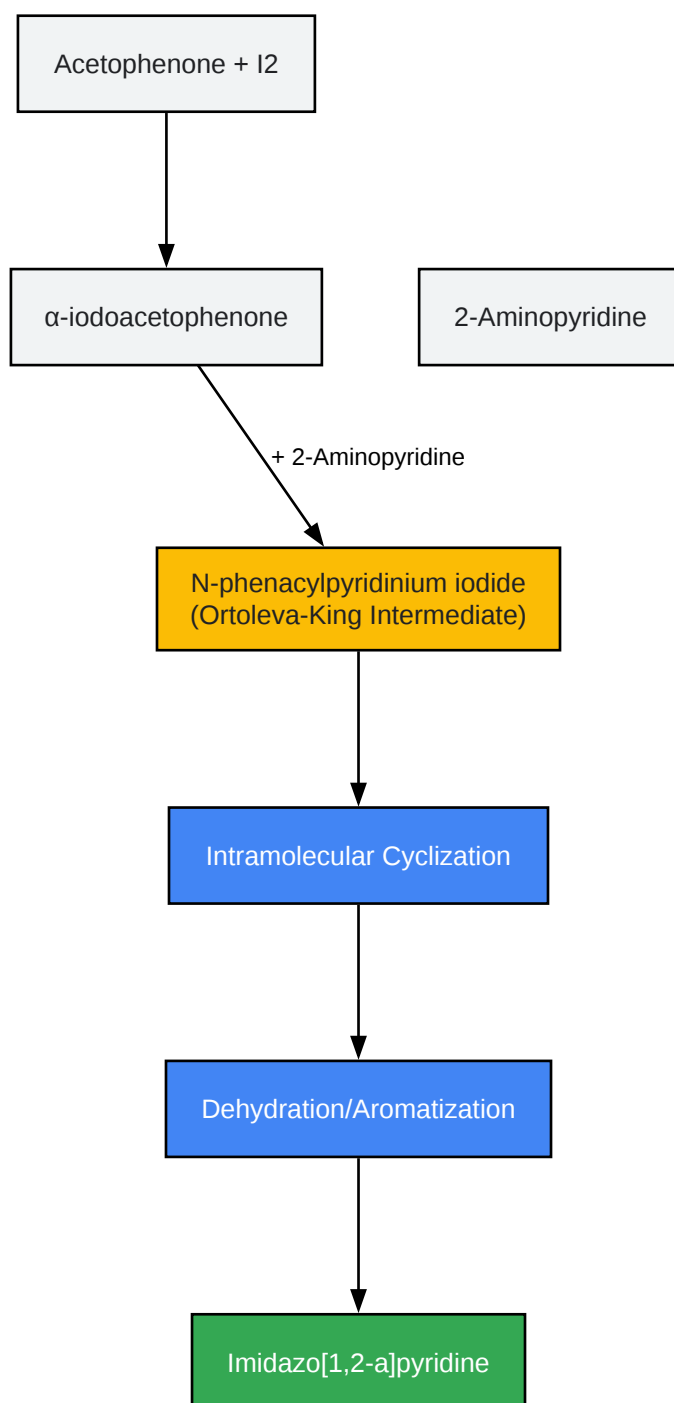 Acetophenone + I2
α-iodoacetophenone
2-Aminopyridine
+ 2-Aminopyridine
N-phenacylpyridinium iodide
(Ortoleva-King Intermediate)
Intramolecular Cyclization
Dehydration/Aromatization
Imidazo[1,2-a]pyridine